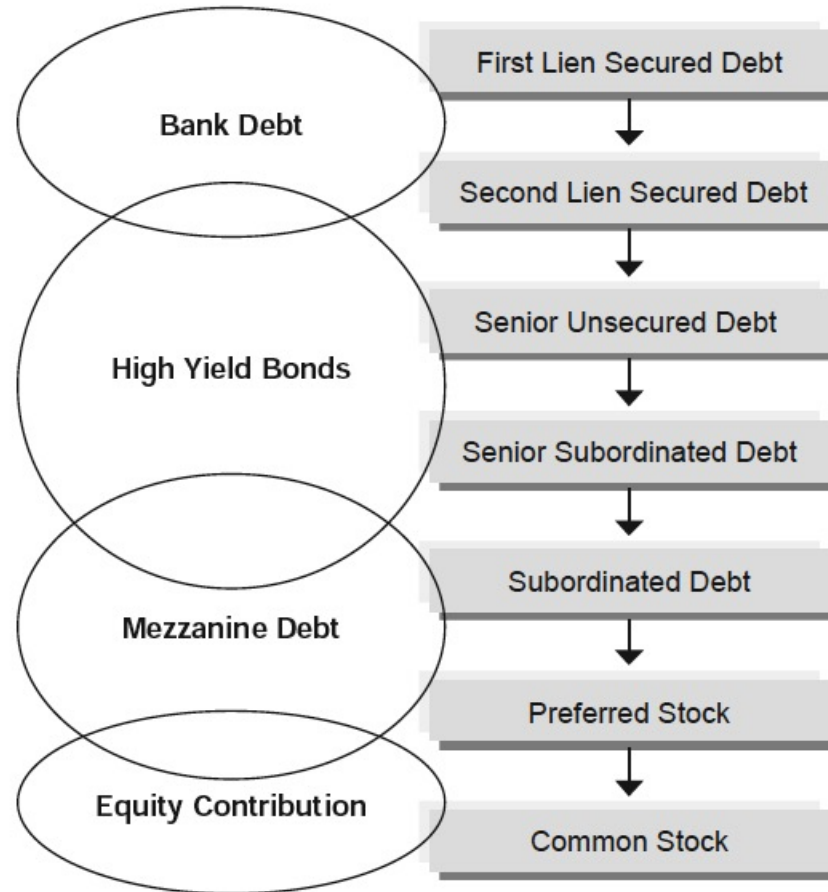 First Lien Secured Debt
Bank Debt
Second Lien Secured Debt
Senior Unsecured Debt
High Yield Bonds
Senior Subordinated Debt
Subordinated Debt
Mezzanine Debt
Preferred Stock
Equity Contribution
Common Stock